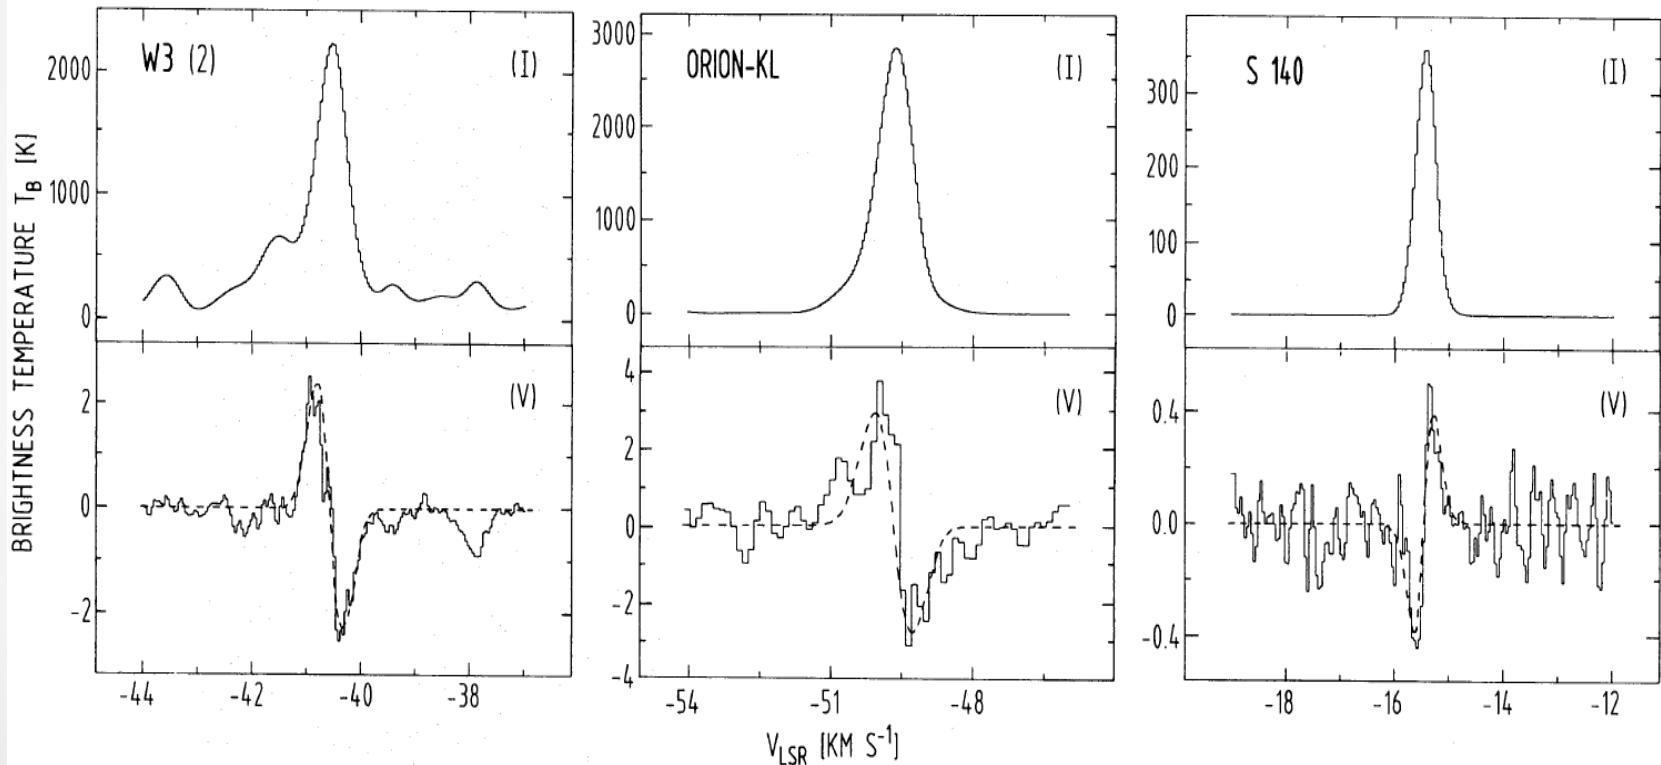 W3 (2)
(I)
2000
1000
0
(V)
2
0
-2
-44 -42 -40 -38
ORION-KL
(I)
3000
2000
1000
0
(V)
4
2
0
-2
-4
-54 -51 -48
S 140
(I)
300
200
100
0
(V)
0.4
0.0
-0.4
-18 -16 -14 -12
BRIGHTNESS TEMPERATURE T_B [K]
V_LSR [KM S⁻¹]